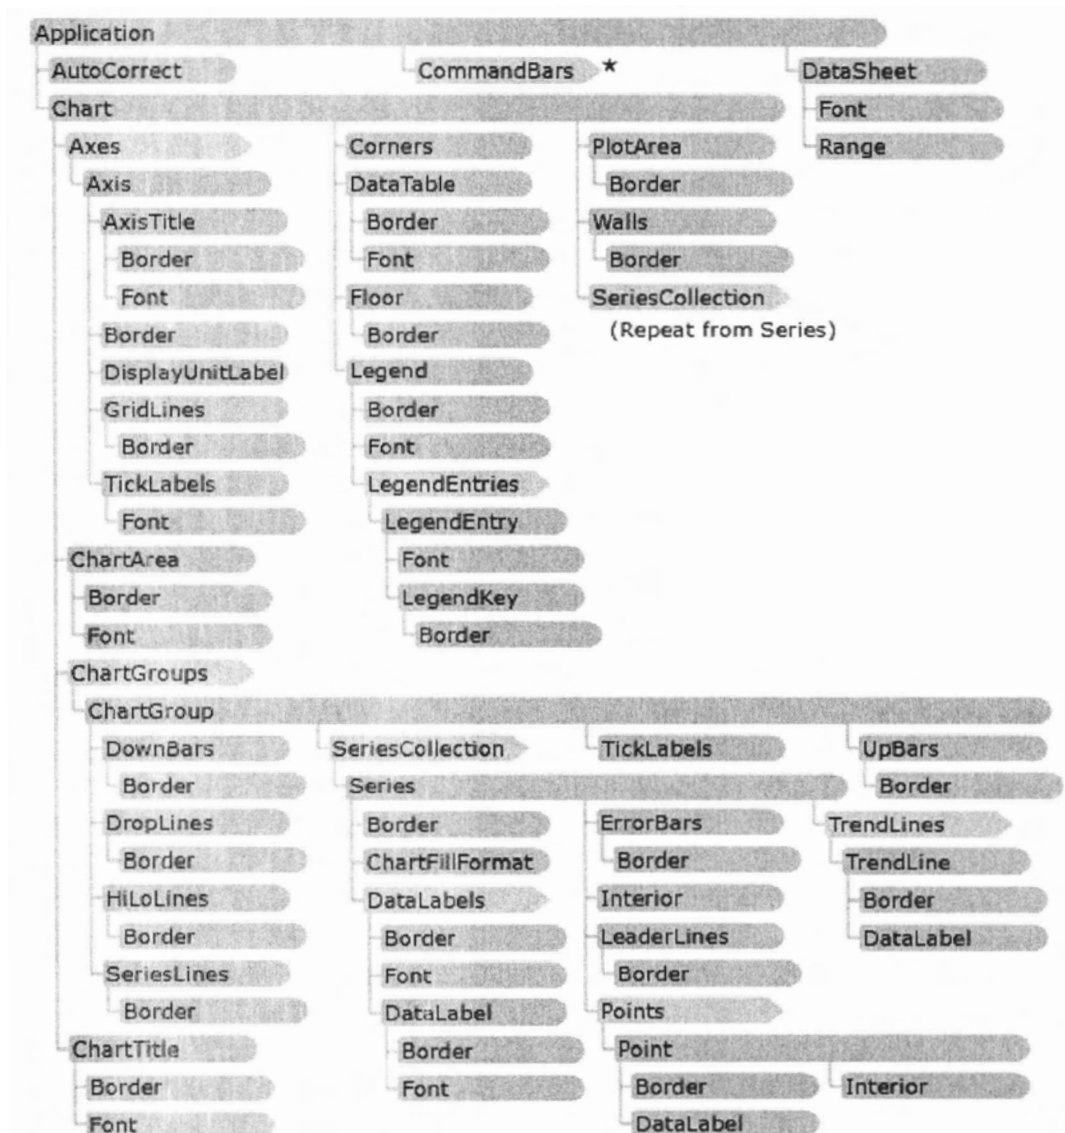 Application
AutoCorrect CommandBars ★ DataSheet
Chart Font
Axes Corners PlotArea Range
Axis DataTable Border
AxisTitle Border Walls
Border Font Border
Font Floor SeriesCollection
Border Border (Repeat from Series)
DisplayUnitLabel Legend
GridLines Border
Border Font
TickLabels LegendEntries
Font LegendEntry
ChartArea Font
Border LegendKey
Font Border
ChartGroups
ChartGroup
DownBars SeriesCollection TickLabels UpBars
Border Series Border
DropLines Border ErrorBars TrendLines
Border ChartFillFormat Border TrendLine
HiLoLines DataLabels Interior Border
Border Border LeaderLines DataLabel
SeriesLines Font Border
Border DataLabel Points
ChartTitle Border Point
Border Font Border Interior
Font DataLabel